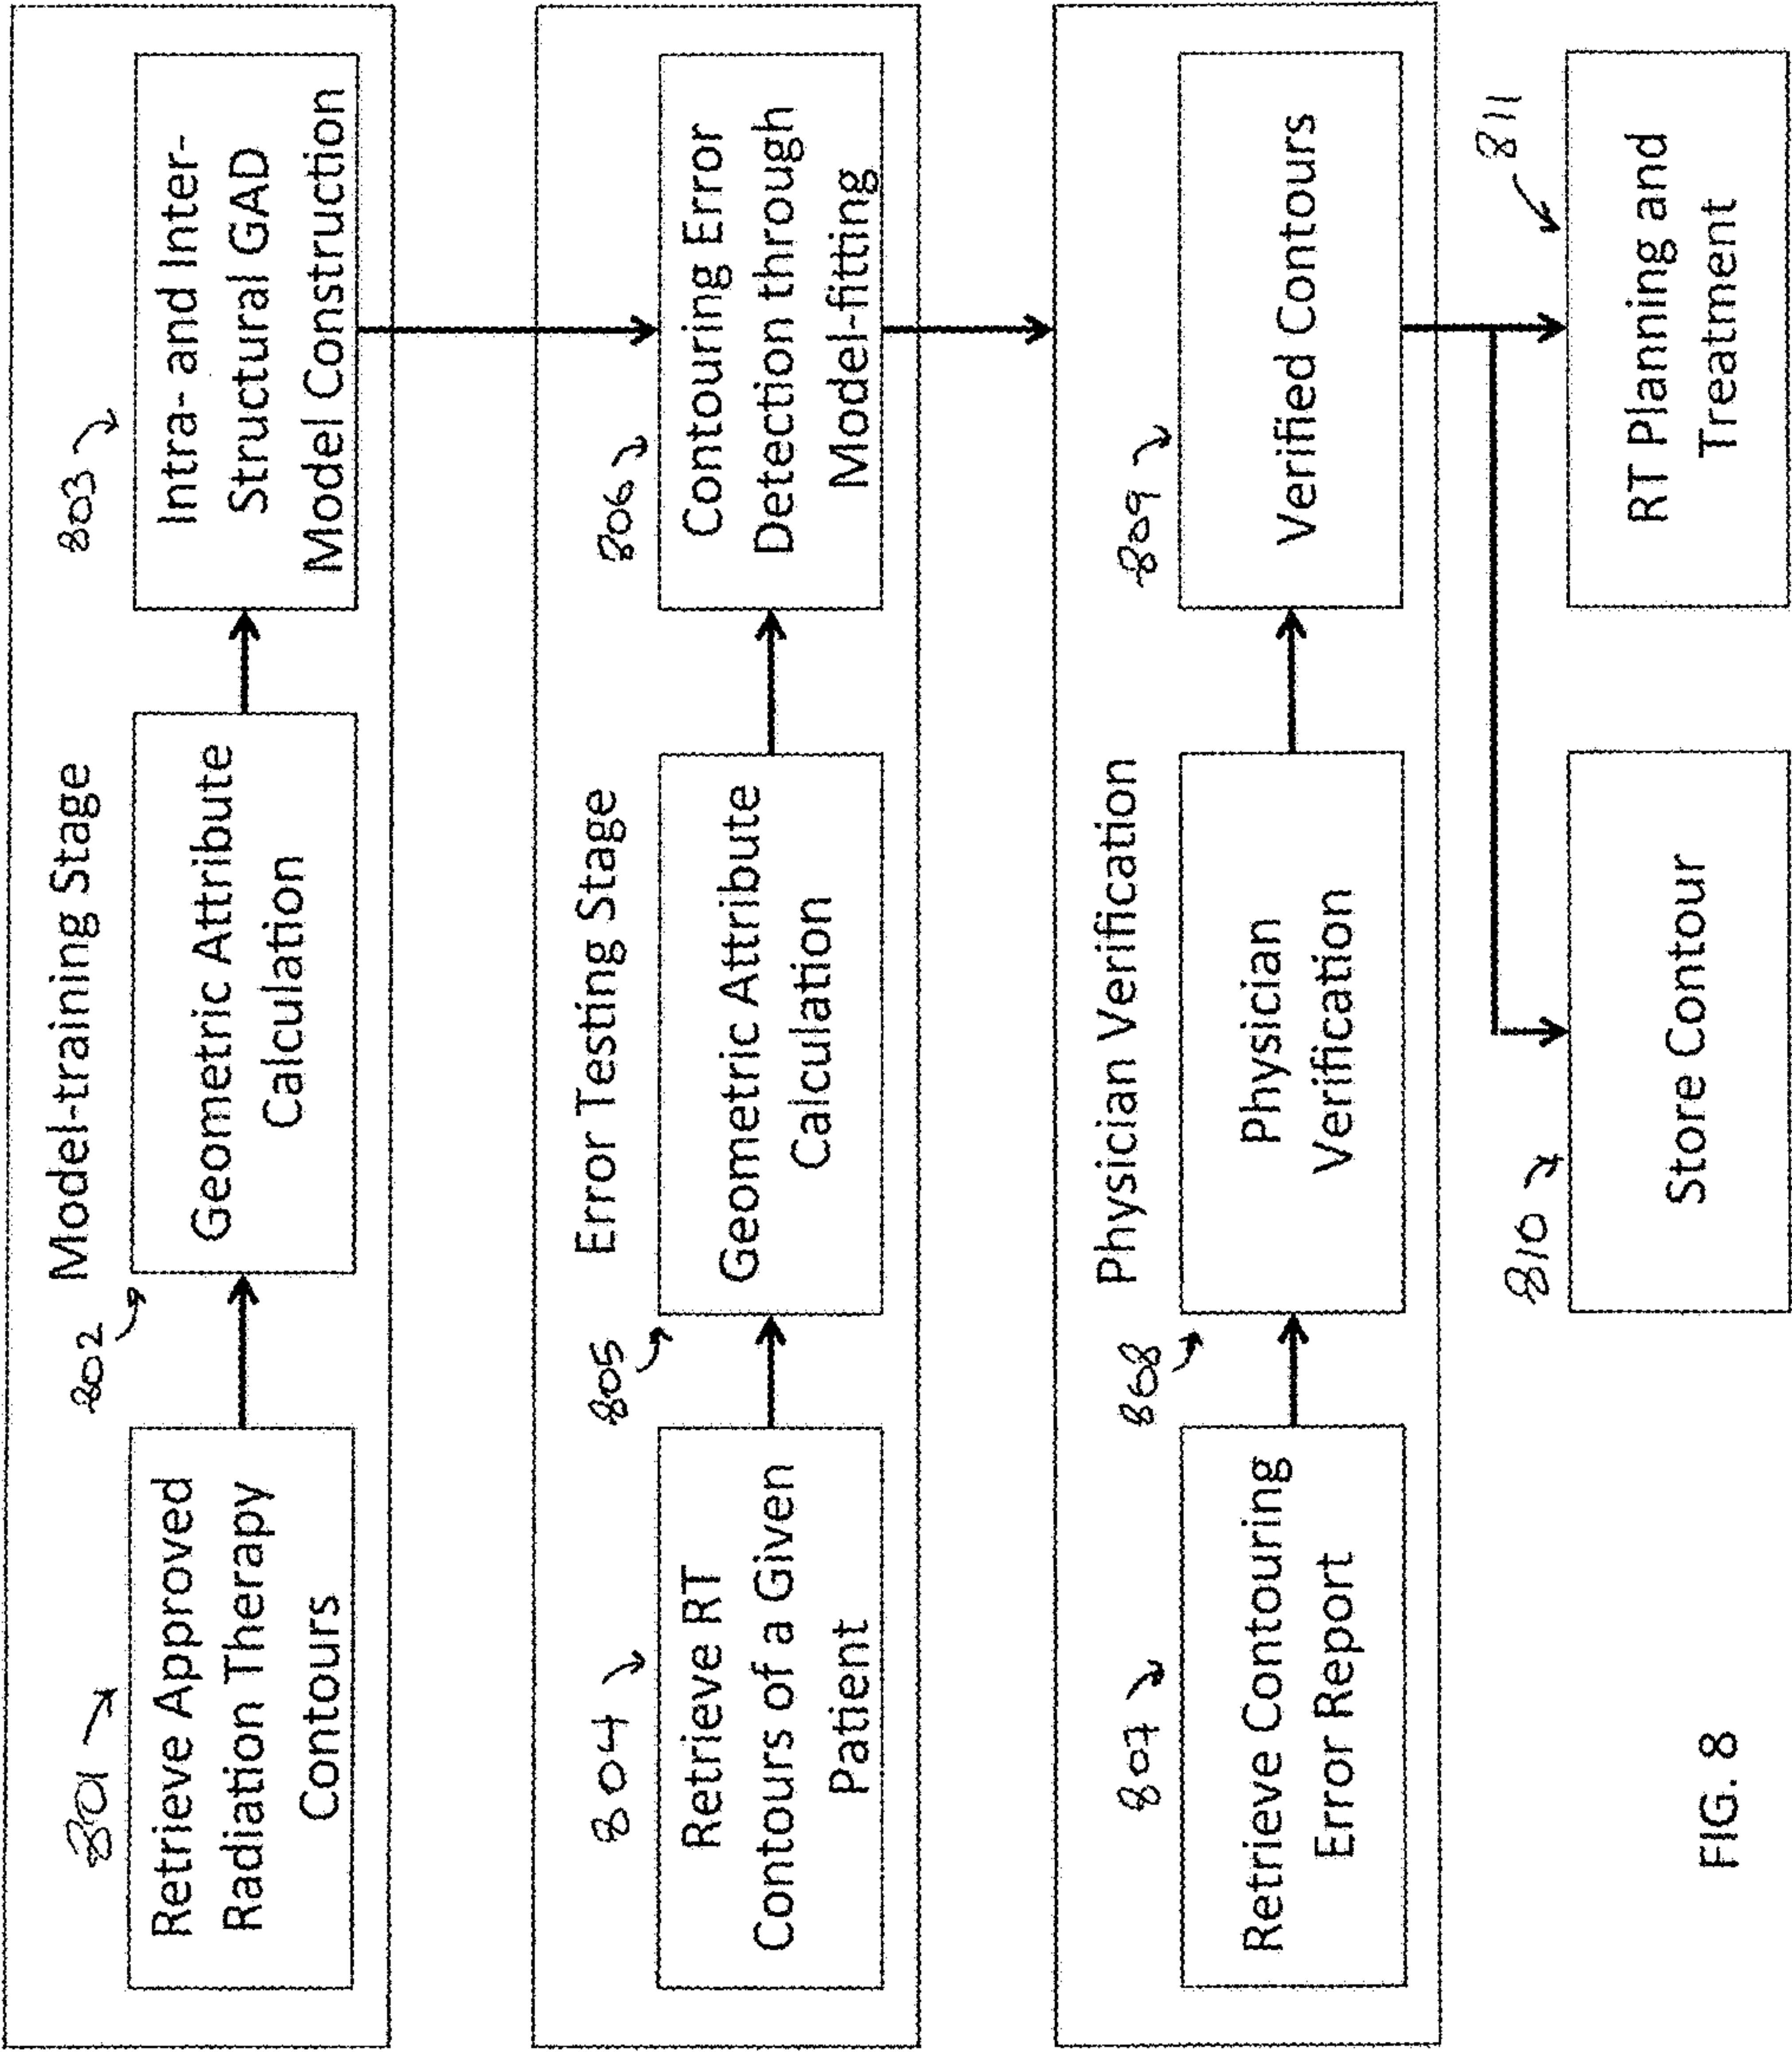 Model-training Stage
801
Retrieve Approved
Radiation Therapy
Contours
802
Geometric Attribute
Calculation
803
Intra- and Inter-
Structural GAD
Model Construction
Error Testing Stage
804
Retrieve RT
Contours of a Given
Patient
805
Geometric Attribute
Calculation
806
Contouring Error
Detection through
Model-fitting
Physician Verification
807
Retrieve Contouring
Error Report
868
Physician
Verification
809
Verified Contours
810
Store Contour
811
RT Planning and
Treatment
FIG. 8